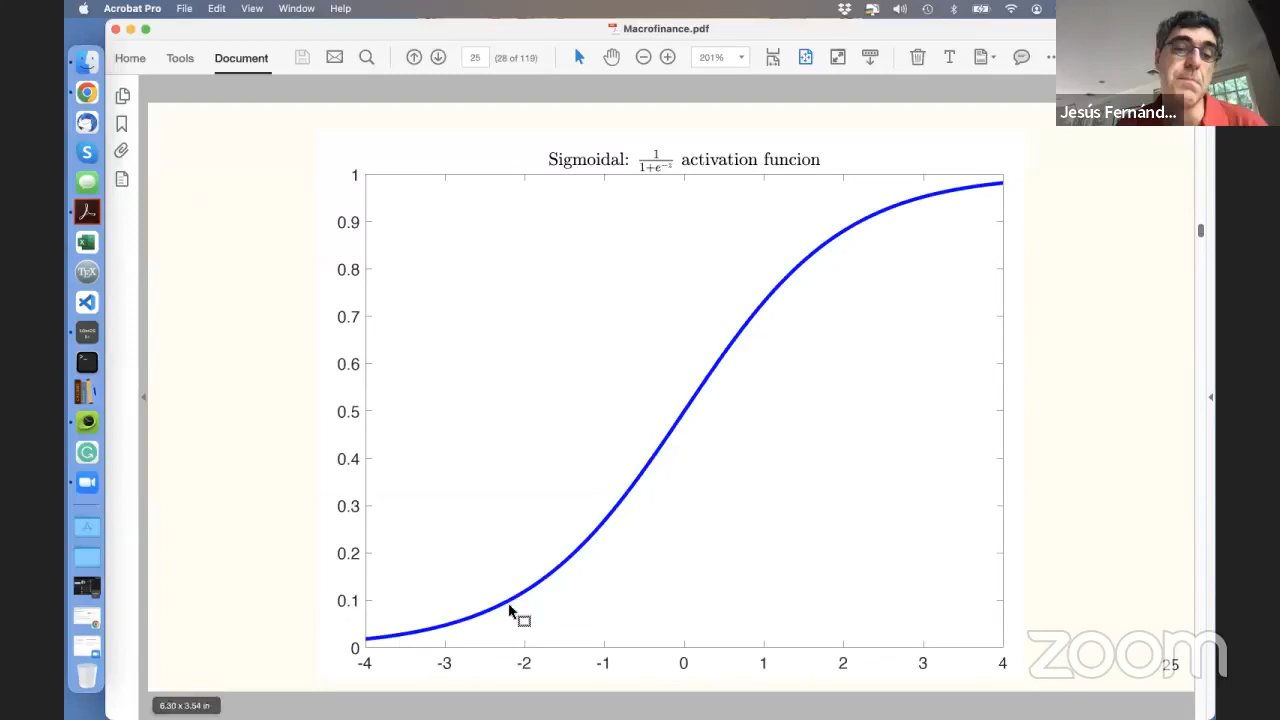 Acrobat Pro File Edit View Window Help
Macrofinance.pdf
Home Tools Document 25 (28 of 119) 201%
Jesús Fernánd...
Sigmoidal: 1/(1+e^{-z}) activation funcion
1
0.9
0.8
0.7
0.6
0.5
0.4
0.3
0.2
0.1
0
-4 -3 -2 -1 0 1 2 3 4
25
zoom
6.30 x 3.54 in
S
TEX